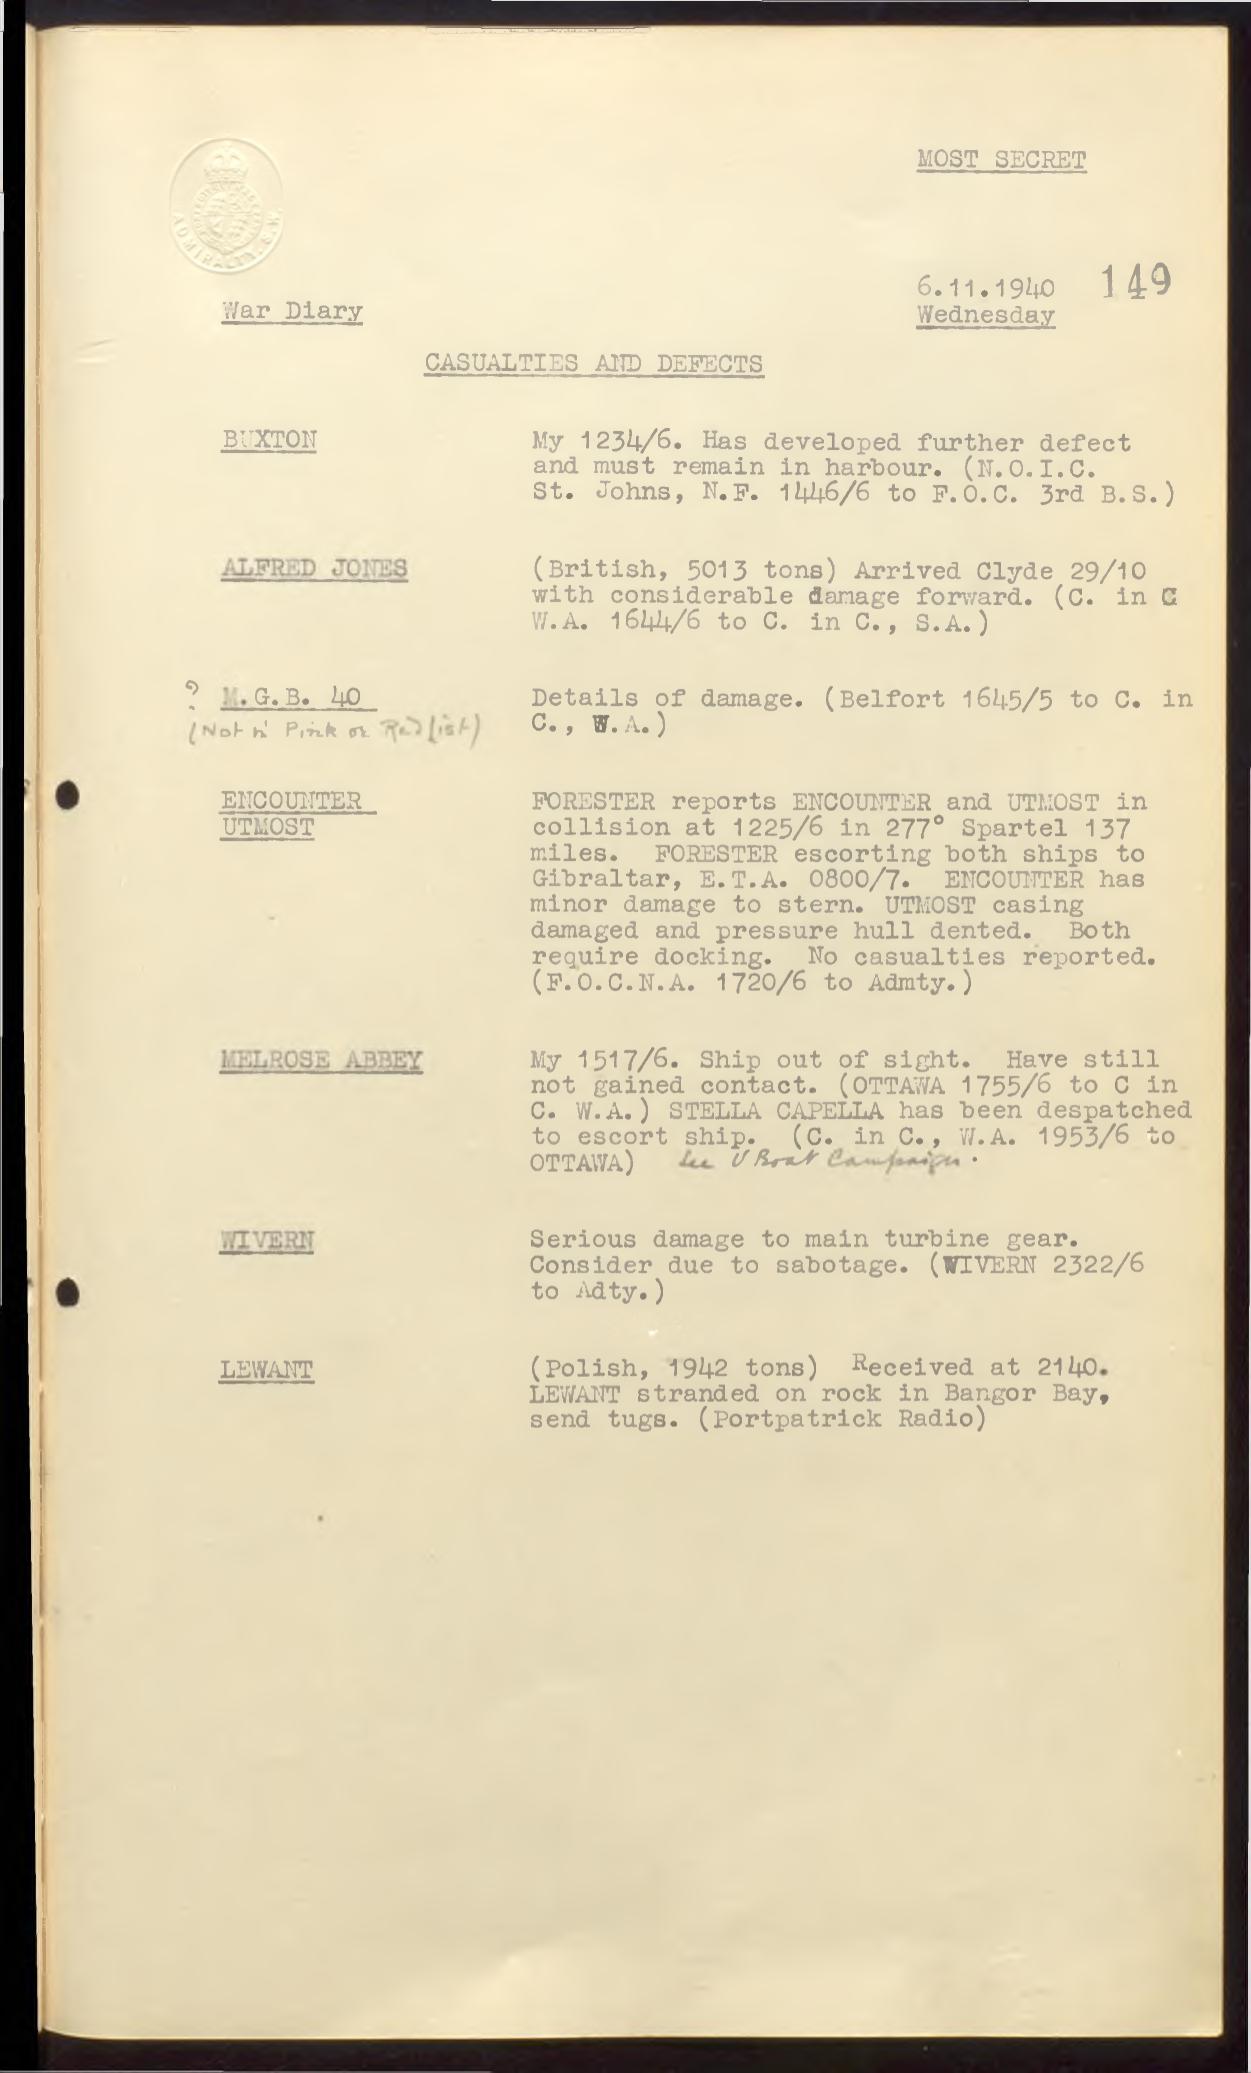 MOST SECRET
ADMIRALTY. S.W.
6.11.1940 149
War Diary
Wednesday
CASUALTIES AND DEFECTS
BUXTON
My 1234/6. Has developed further defect
and must remain in harbour. (N.O.I.C.
St. Johns, N.F. 1446/6 to F.O.C. 3rd B.S.)
ALFRED JONES
(British, 5013 tons) Arrived Clyde 29/10
with considerable damage forward. (C. in C
W.A. 1644/6 to C. in C., S.A.)
? M.G.B. 40
(Not in Pink or Red list)
Details of damage. (Belfort 1645/5 to C. in
C., W.A.)
ENCOUNTER
UTMOST
FORESTER reports ENCOUNTER and UTMOST in
collision at 1225/6 in 277° Spartel 137
miles. FORESTER escorting both ships to
Gibraltar, E.T.A. 0800/7. ENCOUNTER has
minor damage to stern. UTMOST casing
damaged and pressure hull dented. Both
require docking. No casualties reported.
(F.O.C.N.A. 1720/6 to Admty.)
MELROSE ABBEY
My 1517/6. Ship out of sight. Have still
not gained contact. (OTTAWA 1755/6 to C in
C. W.A.) STELLA CAPELLA has been despatched
to escort ship. (C. in C., W.A. 1953/6 to
OTTAWA) See U Boat Campaign.
WIVERN
Serious damage to main turbine gear.
Consider due to sabotage. (WIVERN 2322/6
to Adty.)
LEWANT
(Polish, 1942 tons) Received at 2140.
LEWANT stranded on rock in Bangor Bay,
send tugs. (Portpatrick Radio)